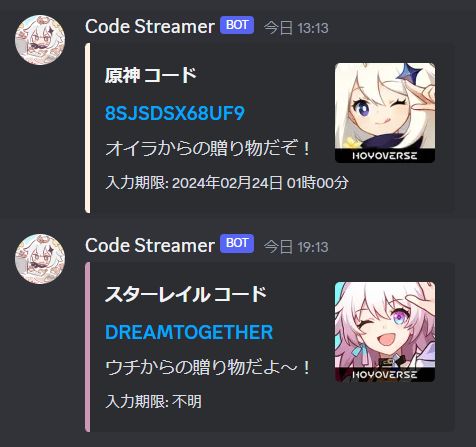 Code Streamer BOT 今日 13:13
原神 コード
8SJSDSX68UF9
オイラからの贈り物だぞ！
入力期限: 2024年02月24日 01時00分
HOYOVERSE
Code Streamer BOT 今日 19:13
スターレイル コード
DREAMTOGETHER
ウチからの贈り物だよ～！
入力期限: 不明
HOYOVERSE